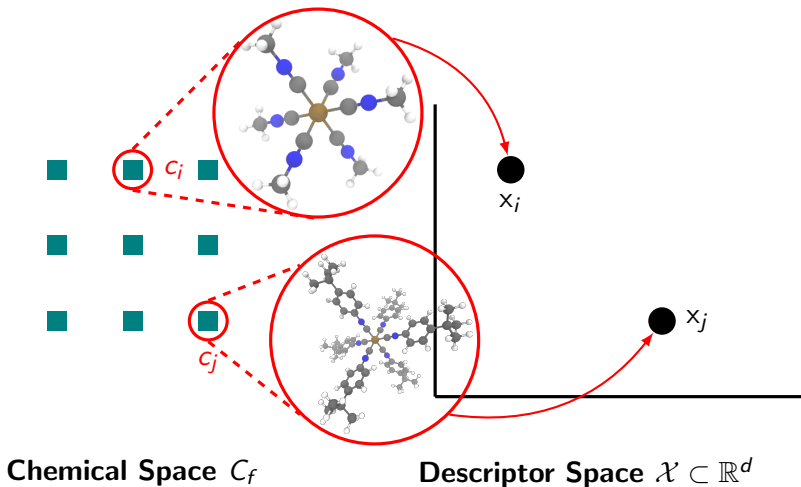 c_i
x_i
x_j
c_j
Chemical Space C_f
Descriptor Space 𝒳 ⊂ ℝ^d